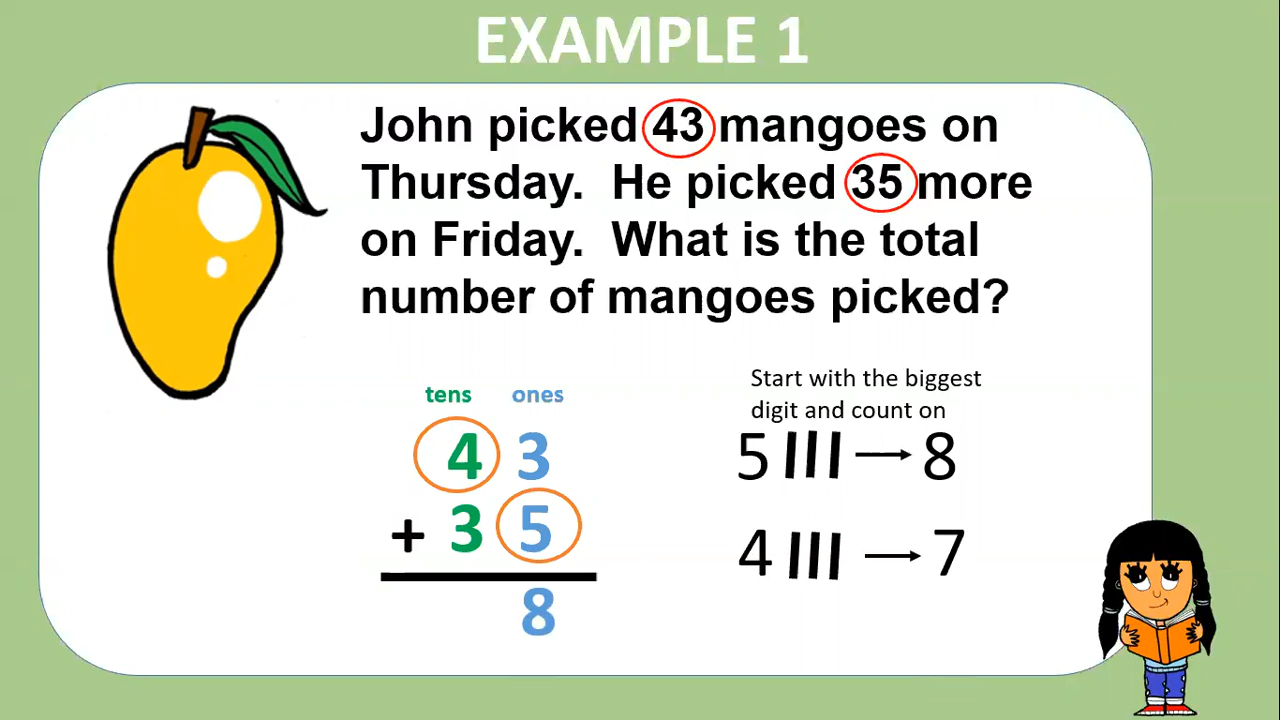 EXAMPLE 1
John picked 43 mangoes on
Thursday. He picked 35 more
on Friday. What is the total
number of mangoes picked?
tens ones
4 3
+ 3 5
8
Start with the biggest
digit and count on
5 III → 8
4 III → 7